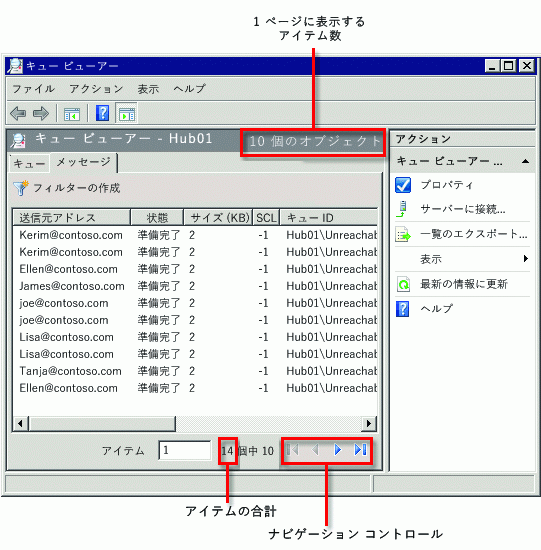 1 ページに表示する
アイテム数
キュー ビューアー
ファイル アクション 表示 ヘルプ
キュー ビューアー - Hub01 10 個のオブジェクト
キュー メッセージ
フィルターの作成
送信元アドレス 状態 サイズ (KB) SCL キュー ID
Kerim@contoso.com 準備完了 2 -1 Hub01\Unreachab
Kerim@contoso.com 準備完了 2 -1 Hub01\Unreachab
Ellen@contoso.com 準備完了 2 -1 Hub01\Unreachab
James@contoso.com 準備完了 2 -1 Hub01\Unreachab
joe@contoso.com 準備完了 2 -1 Hub01\Unreachab
joe@contoso.com 準備完了 2 -1 Hub01\Unreachab
Lisa@contoso.com 準備完了 2 -1 Hub01\Unreachab
Lisa@contoso.com 準備完了 2 -1 Hub01\Unreachab
Tanja@contoso.com 準備完了 2 -1 Hub01\Unreachab
Ellen@contoso.com 準備完了 2 -1 Hub01\Unreachab
アイテム 1 14 個中 10
アクション
キュー ビューアー ...
プロパティ
サーバーに接続...
一覧のエクスポート...
表示
最新の情報に更新
ヘルプ
アイテムの合計
ナビゲーション コントロール